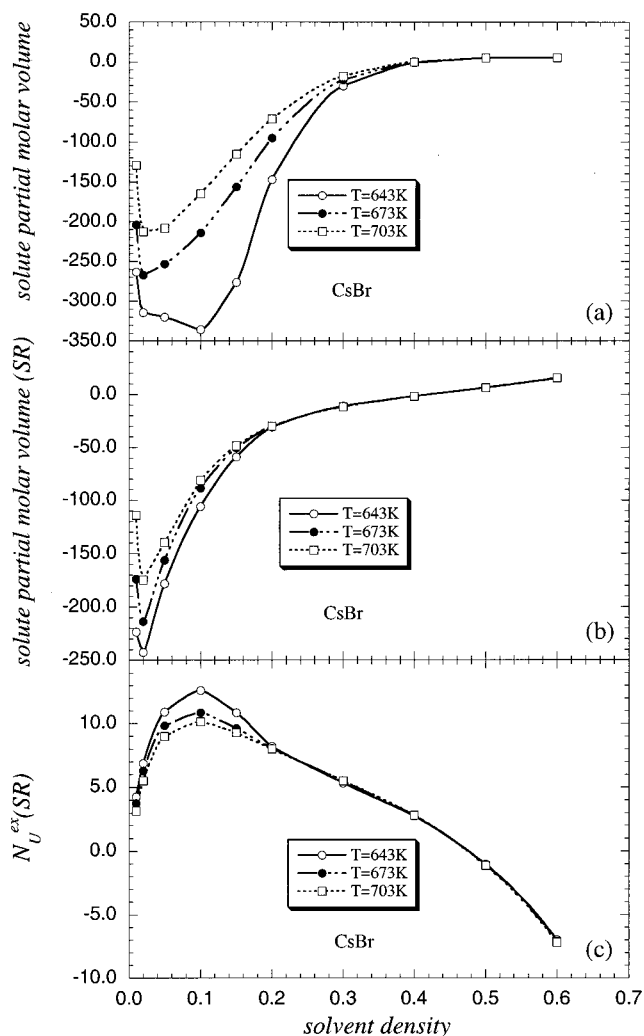 solute partial molar volume
50.0
0.0
-50.0
-100.0
-150.0
-200.0
-250.0
-300.0
-350.0
T=643K
T=673K
T=703K
CsBr
(a)
solute partial molar volume (SR)
0.0
-50.0
-100.0
-150.0
-200.0
-250.0
T=643K
T=673K
T=703K
CsBr
(b)
N_U^ex(SR)
10.0
5.0
0.0
-5.0
-10.0
T=643K
T=673K
T=703K
CsBr
(c)
0.0 0.1 0.2 0.3 0.4 0.5 0.6 0.7
solvent density